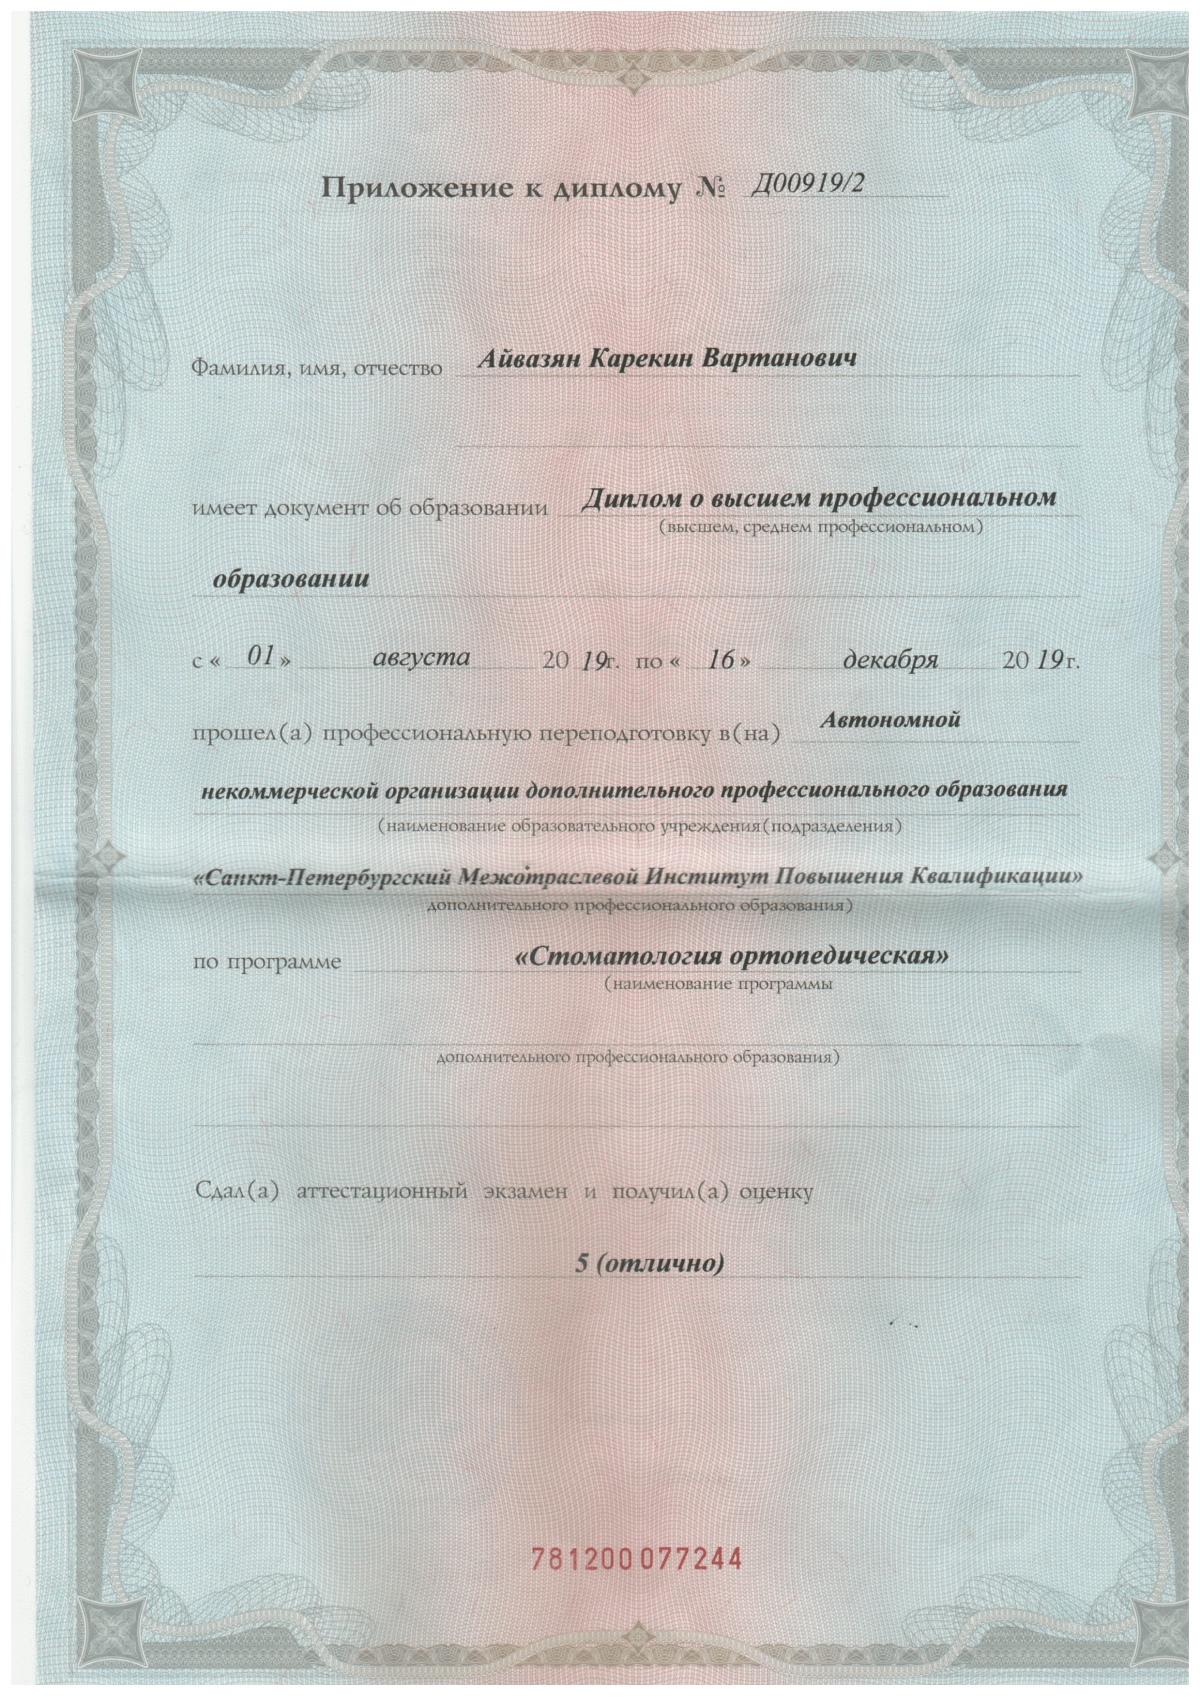 Приложение к диплому № Д00919/2
Фамилия, имя, отчество Айвазян Карекин Вартанович
имеет документ об образовании Диплом о высшем профессиональном
(высшем, среднем профессиональном)
образовании
с « 01 » августа 20 19г. по « 16 » декабря 20 19 г.
прошел(а) профессиональную переподготовку в(на) Автономной
некоммерческой организации дополнительного профессионального образования
(наименование образовательного учреждения(подразделения)
«Санкт-Петербургский Межотраслевой Институт Повышения Квалификации»
дополнительного профессионального образования)
по программе «Стоматология ортопедическая»
(наименование программы
дополнительного профессионального образования)
Сдал(а) аттестационный экзамен и получил(а) оценку
5 (отлично)
781200077244